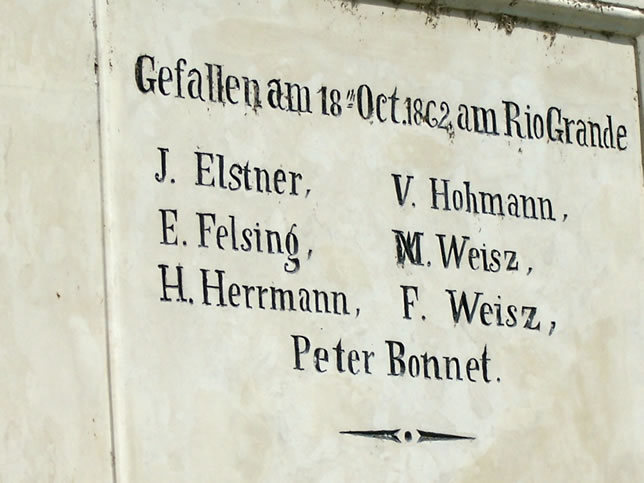 Gefallen am 18" Oct. 1862, am Rio Grande
J. Elstner, V. Hohmann,
E. Felsing, M. Weisz,
H. Herrmann, F. Weisz,
Peter Bonnet.